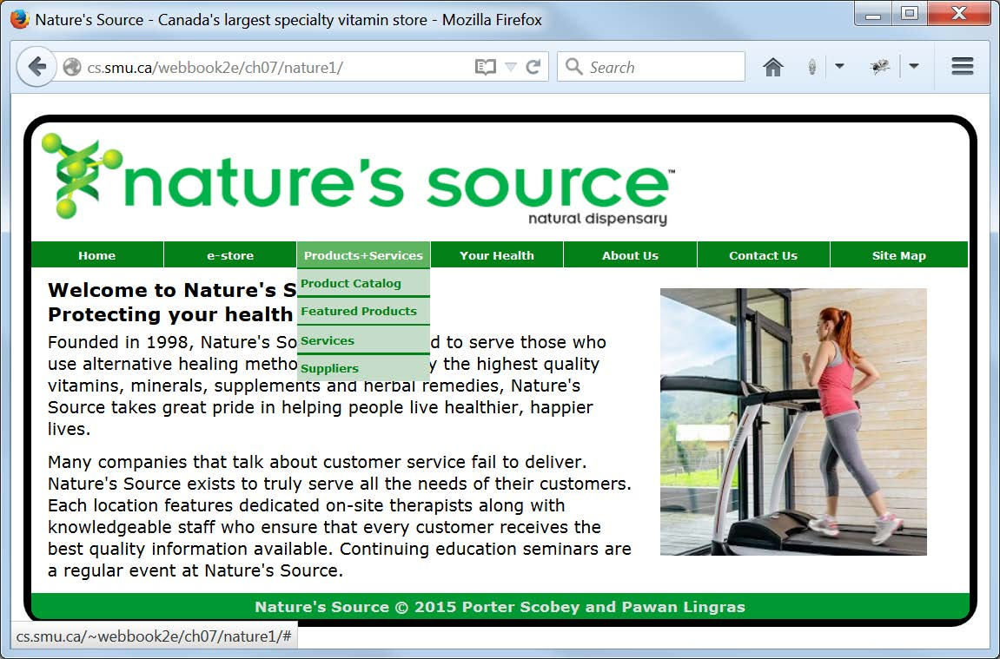 Nature's Source - Canada's largest specialty vitamin store - Mozilla Firefox
cs.smu.ca/webbook2e/ch07/nature1/
Search
nature's source™
natural dispensary
Home e-store Products+Services Your Health About Us Contact Us Site Map
Product Catalog
Featured Products
Services
Suppliers
Welcome to Nature's S
Protecting your health
Founded in 1998, Nature's So d to serve those who
use alternative healing metho y the highest quality
vitamins, minerals, supplements and herbal remedies, Nature's
Source takes great pride in helping people live healthier, happier
lives.
Many companies that talk about customer service fail to deliver.
Nature's Source exists to truly serve all the needs of their customers.
Each location features dedicated on-site therapists along with
knowledgeable staff who ensure that every customer receives the
best quality information available. Continuing education seminars are
a regular event at Nature's Source.
Nature's Source © 2015 Porter Scobey and Pawan Lingras
cs.smu.ca/~webbook2e/ch07/nature1/#